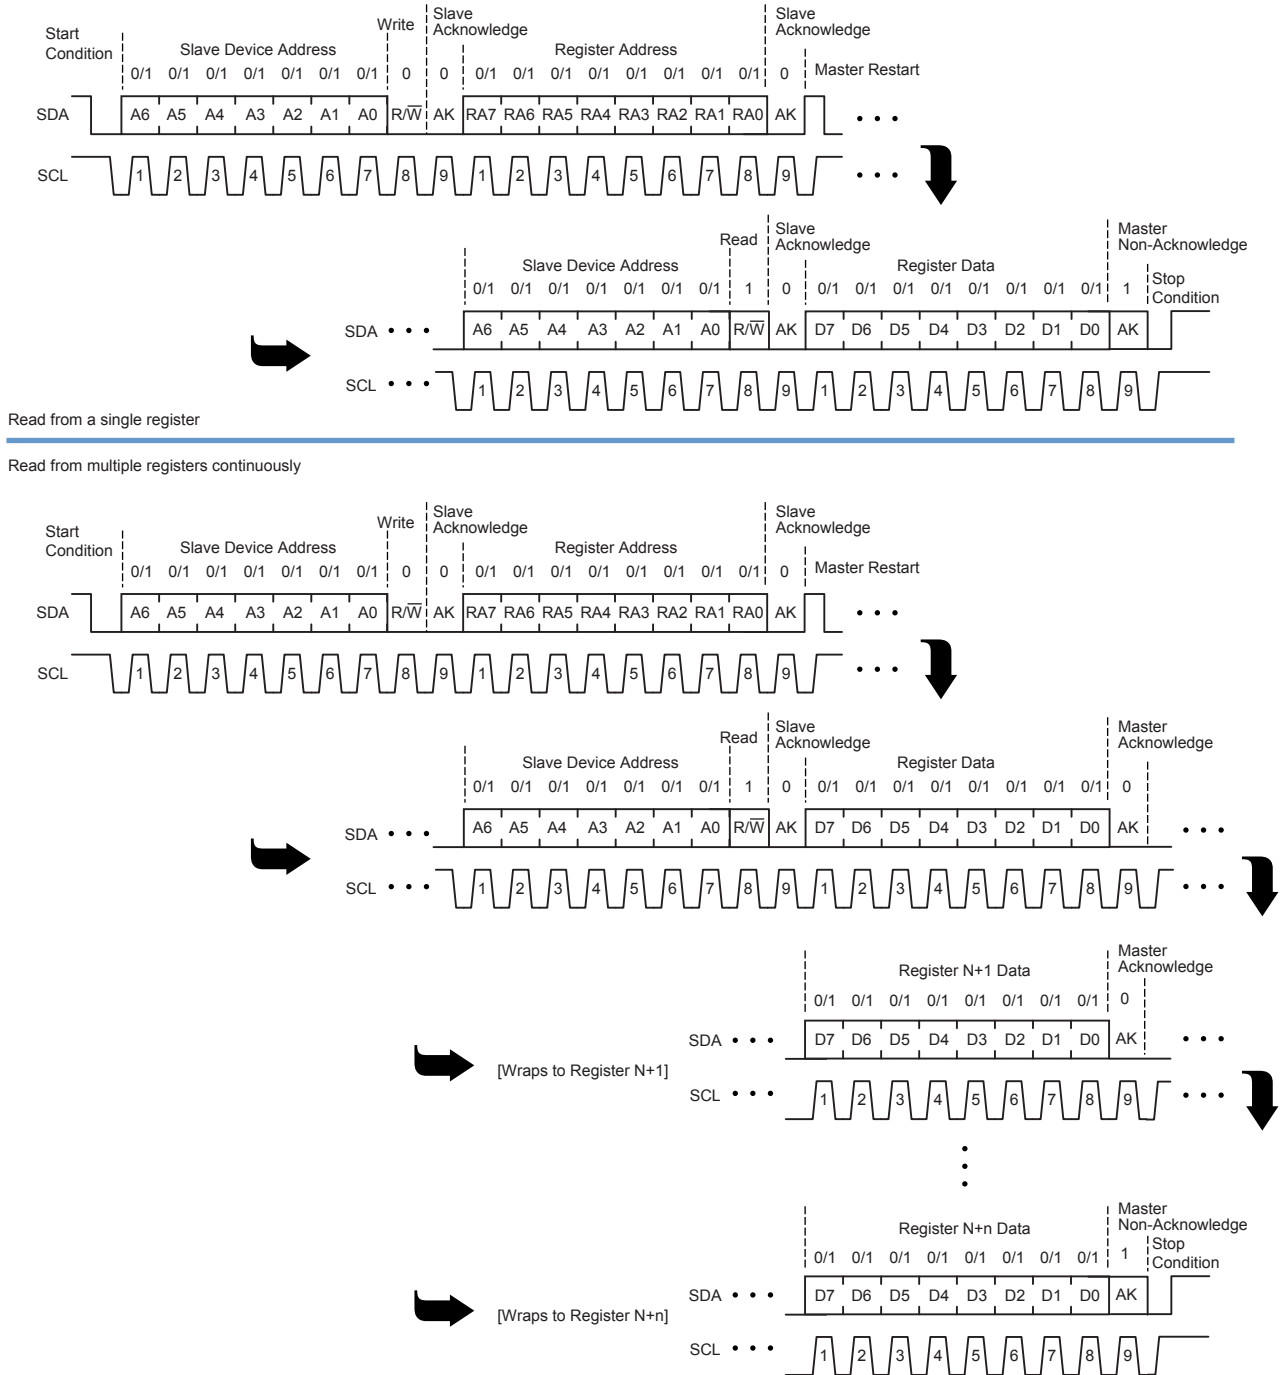 Start
Condition
Slave Device Address
Write
Slave
Acknowledge
Register Address
Slave
Acknowledge
Master Restart
0/1 0/1 0/1 0/1 0/1 0/1 0/1 0 0 0/1 0/1 0/1 0/1 0/1 0/1 0/1 0/1 0
SDA A6 A5 A4 A3 A2 A1 A0 R/W̅ AK RA7 RA6 RA5 RA4 RA3 RA2 RA1 RA0 AK • • •
SCL 1 2 3 4 5 6 7 8 9 1 2 3 4 5 6 7 8 9 • • •
Slave Device Address
Read
Slave
Acknowledge
Register Data
Master
Non-Acknowledge
Stop
Condition
0/1 0/1 0/1 0/1 0/1 0/1 0/1 1 0 0/1 0/1 0/1 0/1 0/1 0/1 0/1 0/1 1
SDA • • • A6 A5 A4 A3 A2 A1 A0 R/W̅ AK D7 D6 D5 D4 D3 D2 D1 D0 AK
SCL • • • 1 2 3 4 5 6 7 8 9 1 2 3 4 5 6 7 8 9
Read from a single register
Read from multiple registers continuously
Start
Condition
Slave Device Address
Write
Slave
Acknowledge
Register Address
Slave
Acknowledge
Master Restart
0/1 0/1 0/1 0/1 0/1 0/1 0/1 0 0 0/1 0/1 0/1 0/1 0/1 0/1 0/1 0/1 0
SDA A6 A5 A4 A3 A2 A1 A0 R/W̅ AK RA7 RA6 RA5 RA4 RA3 RA2 RA1 RA0 AK • • •
SCL 1 2 3 4 5 6 7 8 9 1 2 3 4 5 6 7 8 9 • • •
Slave Device Address
Read
Slave
Acknowledge
Register Data
Master
Acknowledge
0/1 0/1 0/1 0/1 0/1 0/1 0/1 1 0 0/1 0/1 0/1 0/1 0/1 0/1 0/1 0/1 0
SDA • • • A6 A5 A4 A3 A2 A1 A0 R/W̅ AK D7 D6 D5 D4 D3 D2 D1 D0 AK • • •
SCL • • • 1 2 3 4 5 6 7 8 9 1 2 3 4 5 6 7 8 9 • • •
Register N+1 Data
Master
Acknowledge
0/1 0/1 0/1 0/1 0/1 0/1 0/1 0/1 0
SDA • • • D7 D6 D5 D4 D3 D2 D1 D0 AK • • •
[Wraps to Register N+1]
SCL • • • 1 2 3 4 5 6 7 8 9 • • •
Register N+n Data
Master
Non-Acknowledge
Stop
Condition
0/1 0/1 0/1 0/1 0/1 0/1 0/1 0/1 1
SDA • • • D7 D6 D5 D4 D3 D2 D1 D0 AK
[Wraps to Register N+n]
SCL • • • 1 2 3 4 5 6 7 8 9